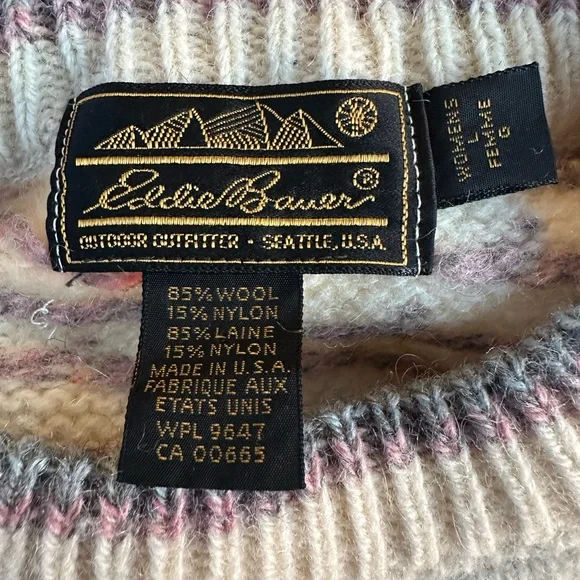 Eddie Bauer®
OUTDOOR OUTFITTER • SEATTLE, U.S.A.
WOMENS
L
FEMME
G
85% WOOL
15% NYLON
85% LAINE
15% NYLON
MADE IN U.S.A.
FABRIQUE AUX
ETATS UNIS
WPL 9647
CA 00665